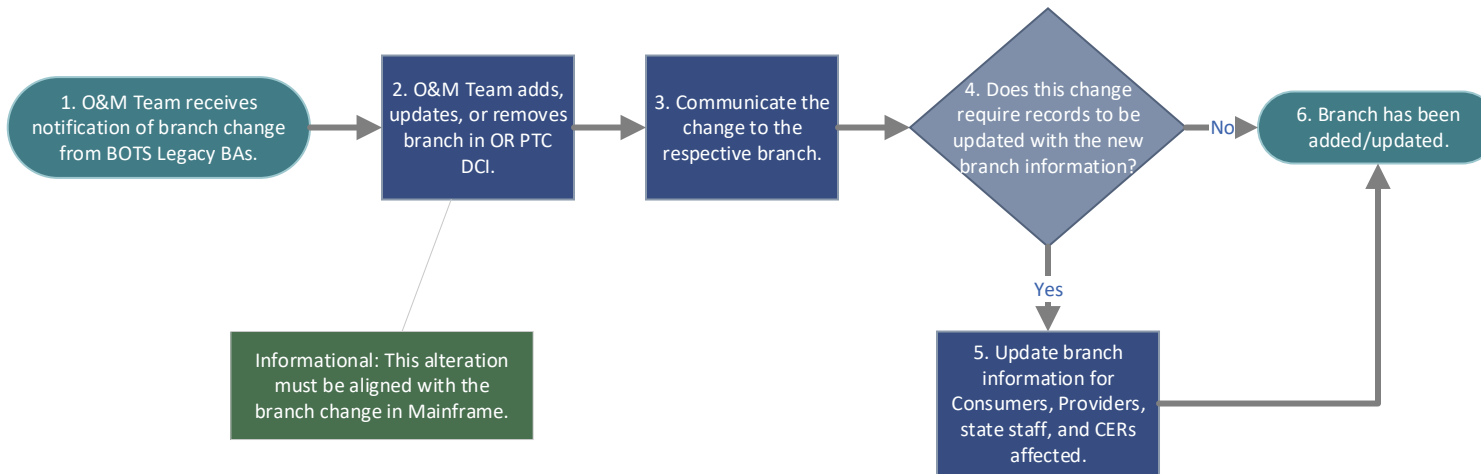 1. O&M Team receives
notification of branch change
from BOTS Legacy BAs.
2. O&M Team adds,
updates, or removes
branch in OR PTC
DCI.
3. Communicate the
change to the
respective branch.
4. Does this change
require records to be
updated with the new
branch information?
No
6. Branch has been
added/updated.
Yes
Informational: This alteration
must be aligned with the
branch change in Mainframe.
5. Update branch
information for
Consumers, Providers,
state staff, and CERs
affected.